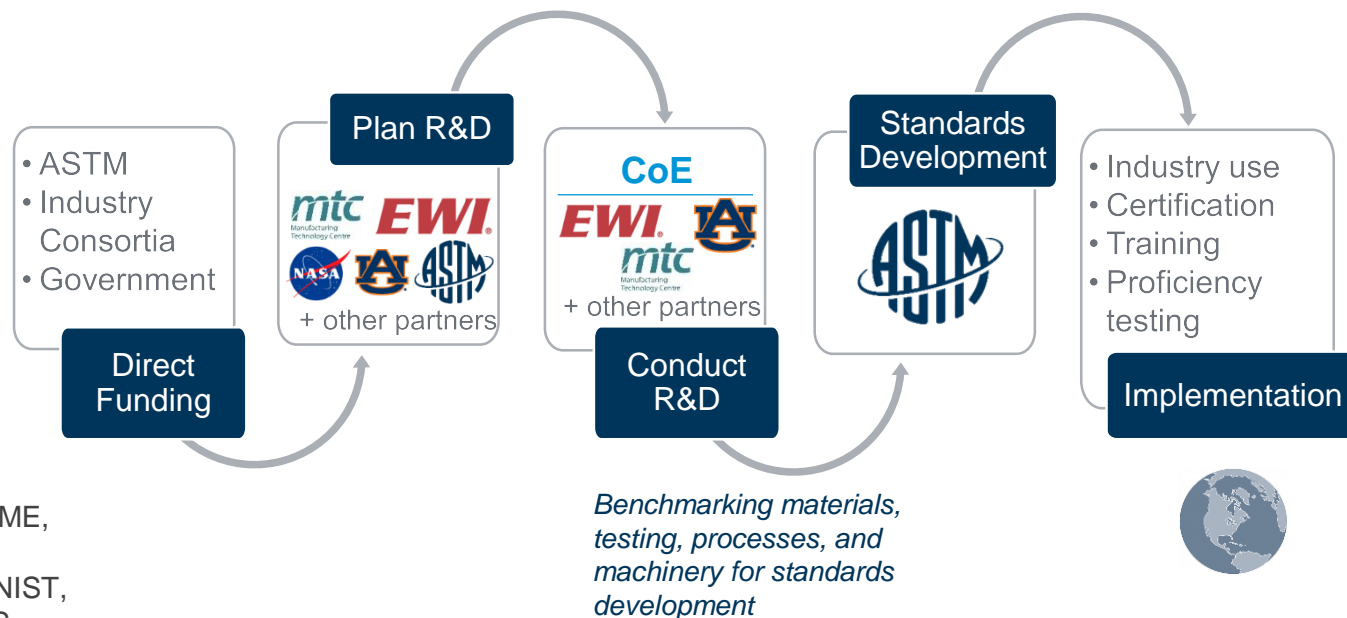 • ASTM
• Industry
Consortia
• Government
Direct
Funding
Plan R&D
mtc
Manufacturing
Technology Centre
EWI.
NASA
AU
ASTM
+ other partners
CoE
EWI.
AU
mtc
Manufacturing
Technology Centre
+ other partners
Conduct
R&D
Benchmarking materials,
testing, processes, and
machinery for standards
development
Standards
Development
ASTM
• Industry use
• Certification
• Training
• Proficiency
testing
Implementation
ME,
NIST,